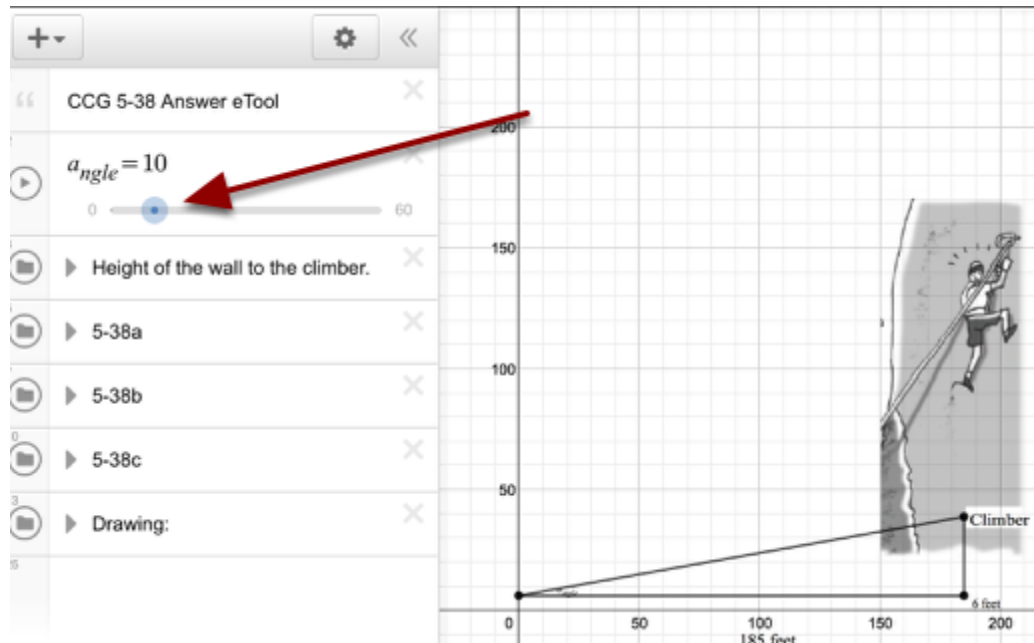 CCG 5-38 Answer eTool
angle=10
0 60
Height of the wall to the climber.
5-38a
5-38b
5-38c
Drawing:
200
150
100
50
Climber
6 feet
0 50 100 150 200
185 feet